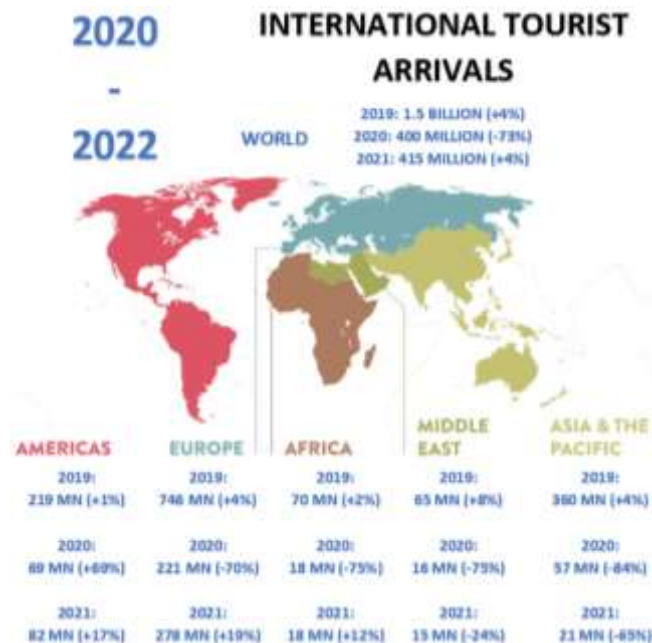 2020
-
2022
INTERNATIONAL TOURIST
ARRIVALS
WORLD
2019: 1.5 BILLION (+4%)
2020: 400 MILLION (-73%)
2021: 415 MILLION (+4%)
AMERICAS
2019:
219 MN (+1%)
2020:
69 MN (+69%)
2021:
82 MN (+17%)
EUROPE
2019:
746 MN (+4%)
2020:
221 MN (-70%)
2021:
278 MN (+19%)
AFRICA
2019:
70 MN (+2%)
2020:
18 MN (-75%)
2021:
18 MN (+12%)
MIDDLE
EAST
2019:
65 MN (+8%)
2020:
16 MN (-75%)
2021:
15 MN (-24%)
ASIA & THE
PACIFIC
2019:
360 MN (+4%)
2020:
57 MN (-84%)
2021:
21 MN (-65%)